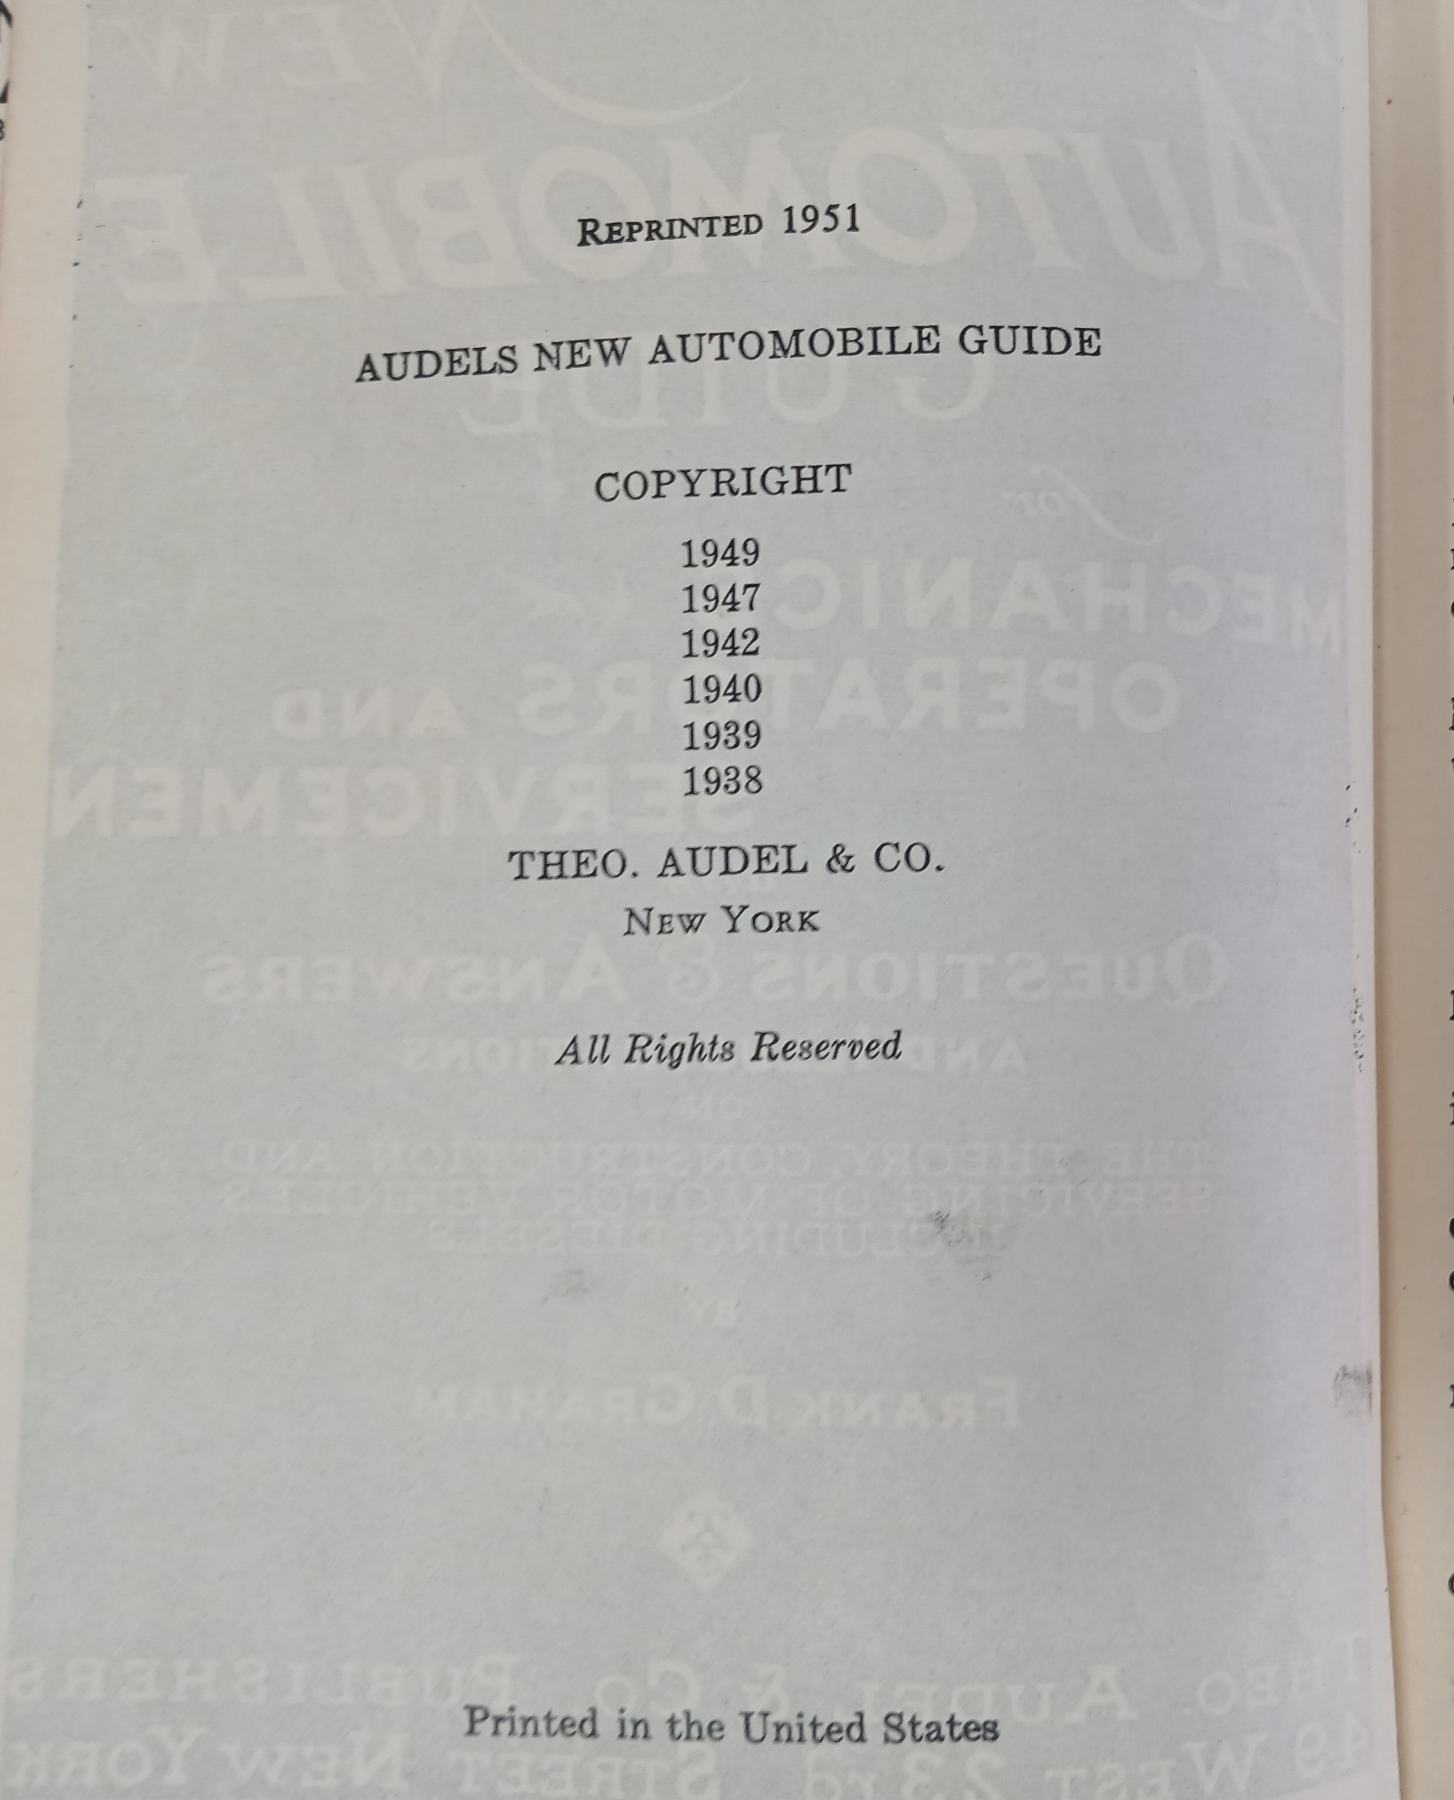 REPRINTED 1951
AUDELS NEW AUTOMOBILE GUIDE
COPYRIGHT
1949
1947
1942
1940
1939
1938
THEO. AUDEL & CO.
NEW YORK
All Rights Reserved
Printed in the United States